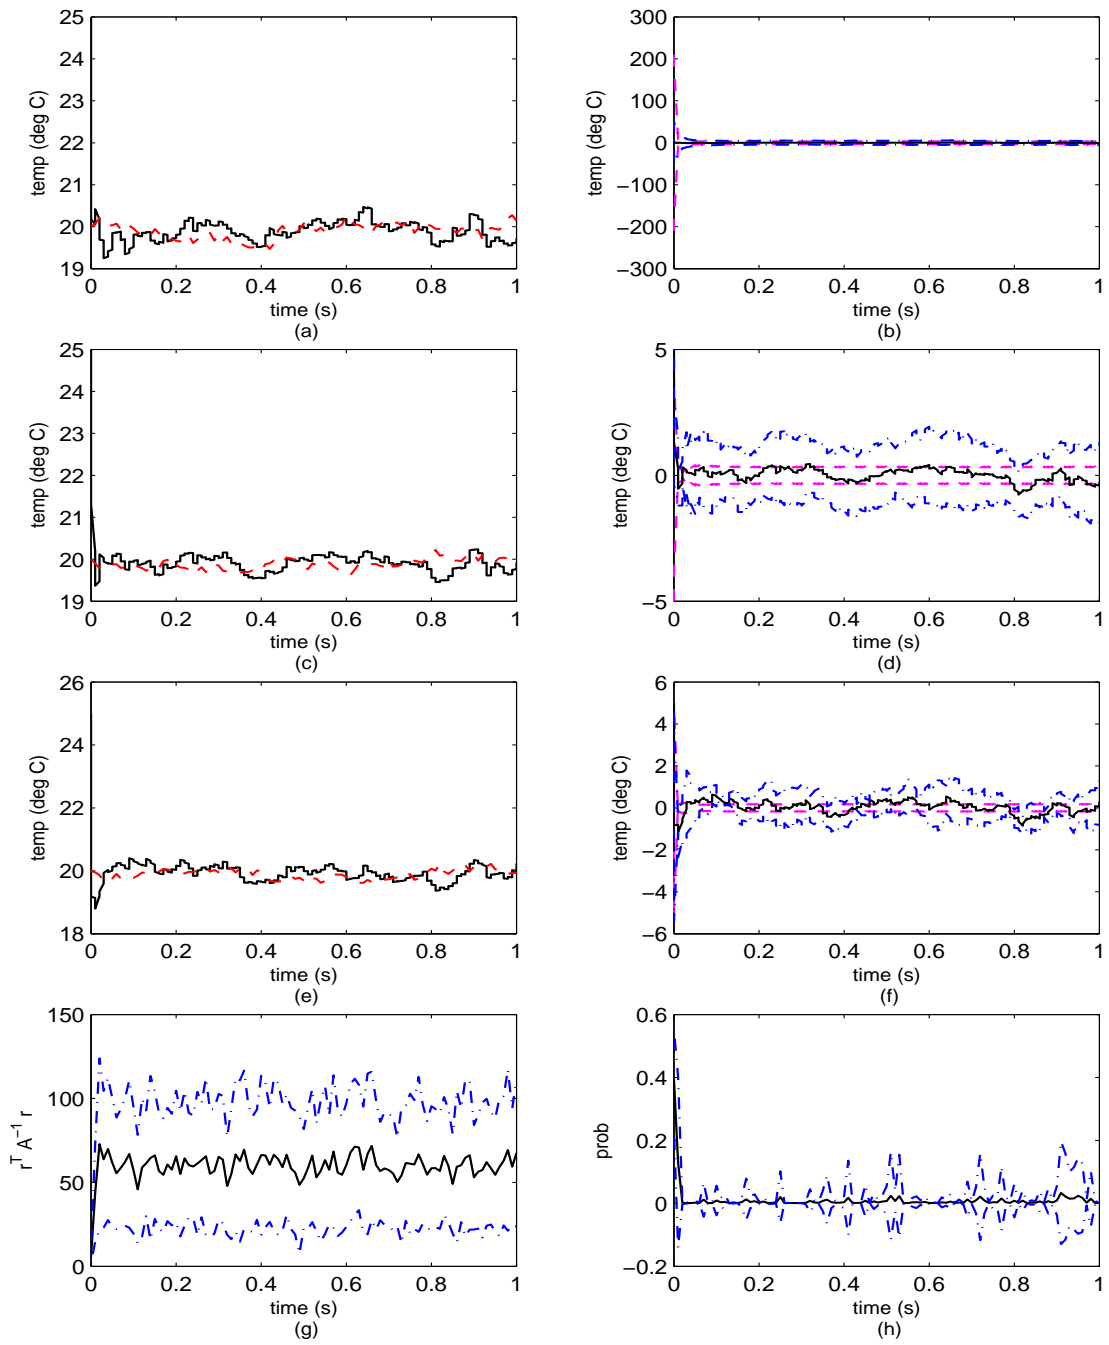 25
24
23
22
21
20
19
temp (deg C)
0 0.2 0.4 0.6 0.8 1
time (s)
(a)
300
200
100
0
−100
−200
−300
temp (deg C)
0 0.2 0.4 0.6 0.8 1
time (s)
(b)
25
24
23
22
21
20
19
temp (deg C)
0 0.2 0.4 0.6 0.8 1
time (s)
(c)
5
0
−5
temp (deg C)
0 0.2 0.4 0.6 0.8 1
time (s)
(d)
26
24
22
20
18
temp (deg C)
0 0.2 0.4 0.6 0.8 1
time (s)
(e)
6
4
2
0
−2
−4
−6
temp (deg C)
0 0.2 0.4 0.6 0.8 1
time (s)
(f)
150
100
50
0
r^T A^−1 r
0 0.2 0.4 0.6 0.8 1
time (s)
(g)
0.6
0.4
0.2
0
−0.2
prob
0 0.2 0.4 0.6 0.8 1
time (s)
(h)